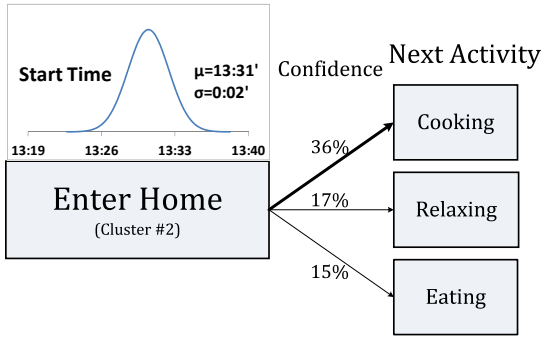 Start Time
μ=13:31'
σ=0:02'
13:19 13:26 13:33 13:40
Enter Home
(Cluster #2)
Confidence
Next Activity
36%
Cooking
17%
Relaxing
15%
Eating